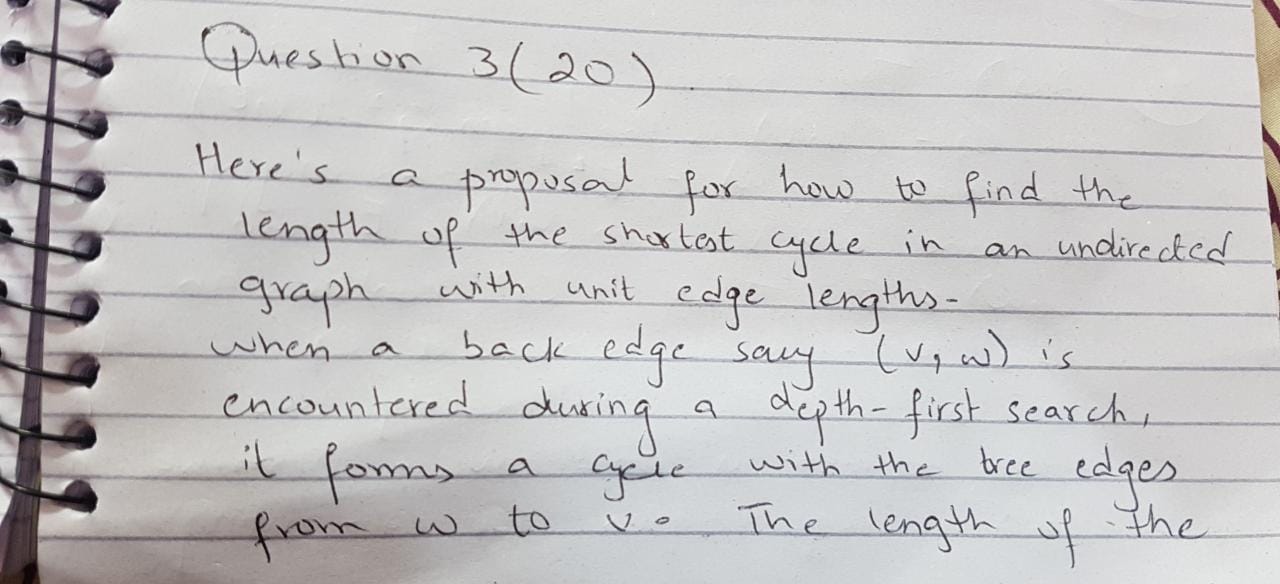 Question 3(20).
Here's a proposal for how to find the
length of the shortest cycle in an undirected
graph with unit edge lengths-
when a back edge say (v, w) is
encountered during a depth-first search,
it forms a cycle with the tree edges
from w to v. The length of the